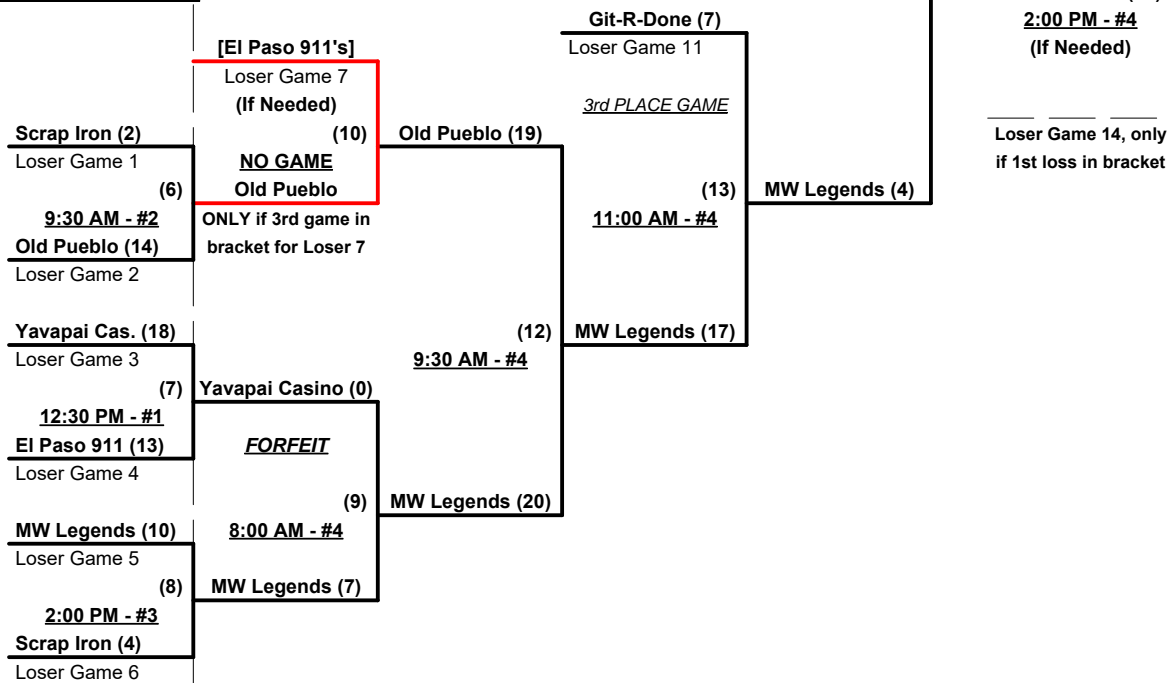 Git-R-Done (7)
Loser Game 11
3rd PLACE GAME
2:00 PM - #4
(If Needed)
Loser Game 14, only
if 1st loss in bracket
[El Paso 911's]
Loser Game 7
(If Needed)
(10)
NO GAME
Old Pueblo
ONLY if 3rd game in
bracket for Loser 7
Scrap Iron (2)
Loser Game 1
(6)
9:30 AM - #2
Old Pueblo (14)
Loser Game 2
Old Pueblo (19)
(13)
11:00 AM - #4
MW Legends (4)
Yavapai Cas. (18)
Loser Game 3
(7)
12:30 PM - #1
El Paso 911 (13)
Loser Game 4
Yavapai Casino (0)
FORFEIT
(9)
8:00 AM - #4
MW Legends (7)
(12)
9:30 AM - #4
MW Legends (17)
MW Legends (20)
MW Legends (10)
Loser Game 5
(8)
2:00 PM - #3
Scrap Iron (4)
Loser Game 6